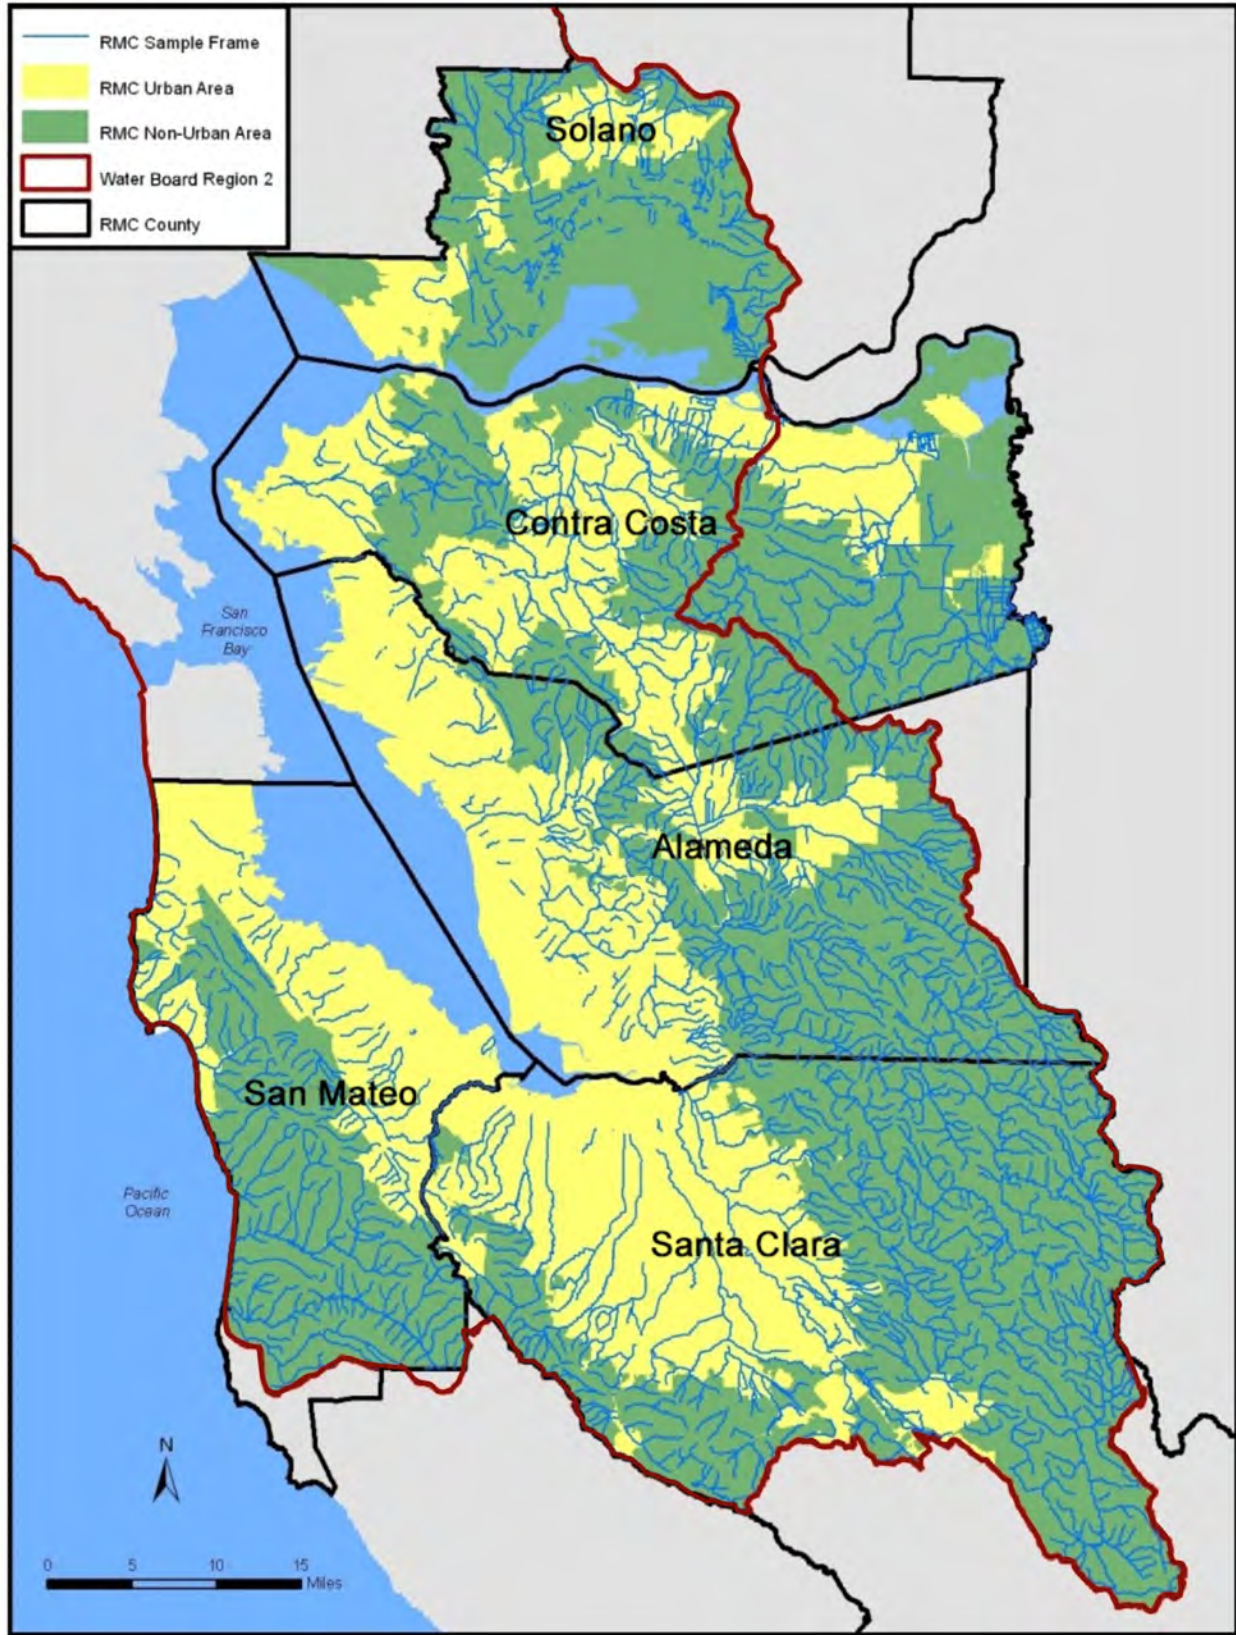 RMC Sample Frame
RMC Urban Area
RMC Non-Urban Area
Water Board Region 2
RMC County
Solano
Contra Costa
San
Francisco
Bay
Alameda
San Mateo
Pacific
Ocean
Santa Clara
N
0 5 10 15
Miles